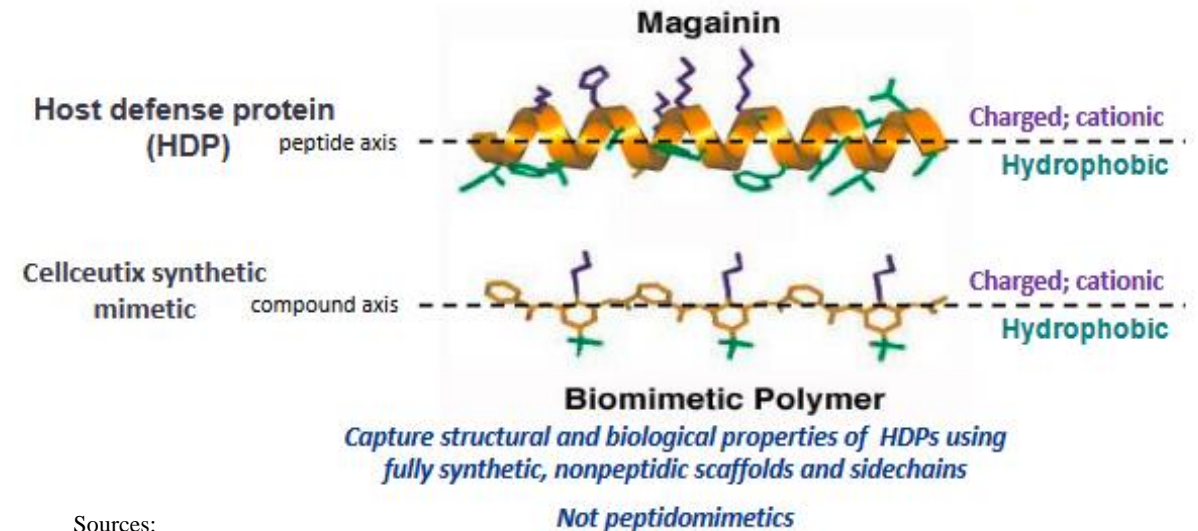 Magainin
Host defense protein
(HDP)
peptide axis
Charged; cationic
Hydrophobic
Cellceutix synthetic
mimetic
compound axis
Charged; cationic
Hydrophobic
Biomimetic Polymer
Capture structural and biological properties of HDPs using
fully synthetic, nonpeptidic scaffolds and sidechains
Not peptidomimetics
Sources: